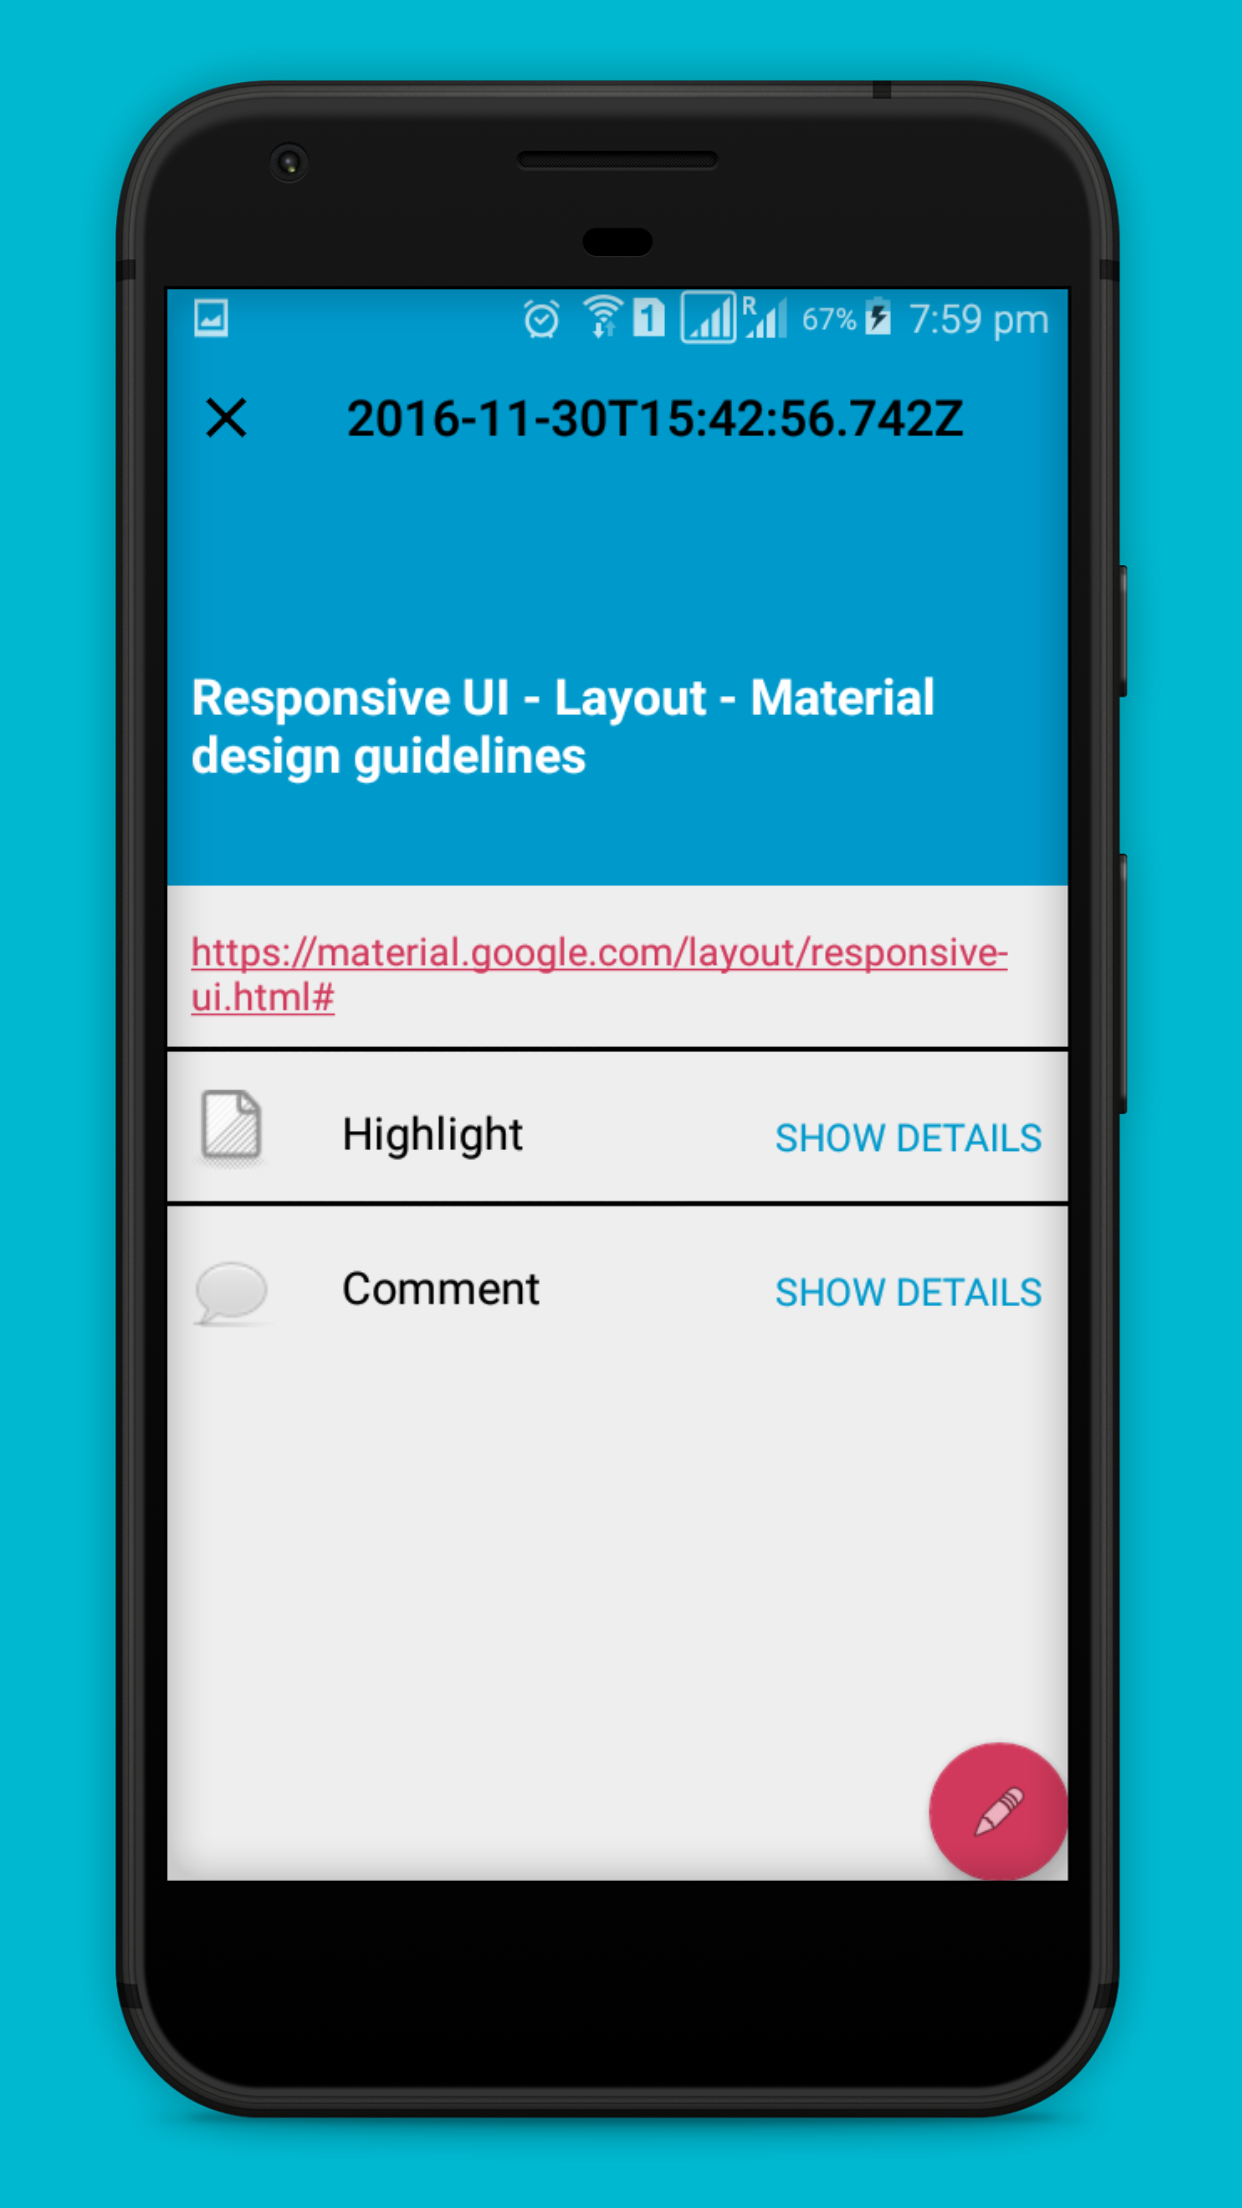 1 R 67% 7:59 pm
2016-11-30T15:42:56.742Z
Responsive UI - Layout - Material
design guidelines
https://material.google.com/layout/responsive-
ui.html#
Highlight SHOW DETAILS
Comment SHOW DETAILS